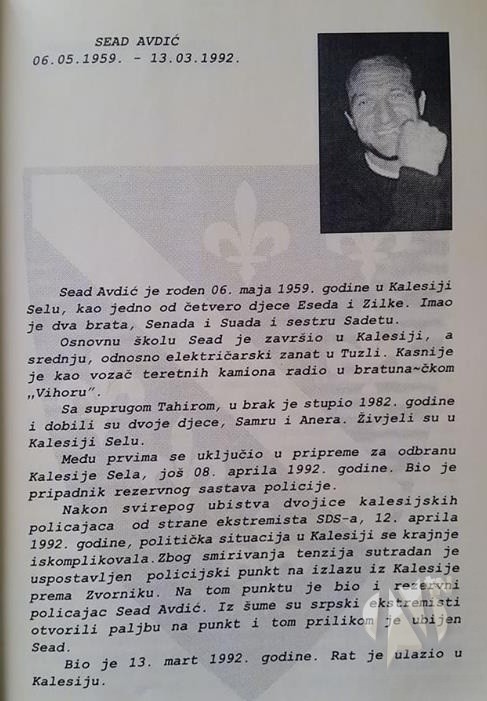 SEAD AVDIĆ
06.05.1959. - 13.03.1992.
Sead Avdić je rođen 06. maja 1959. godine u Kalesiji
Selu, kao jedno od četvero djece Eseda i Zilke. Imao
je dva brata, Senada i Suada i sestru Sadetu.
Osnovnu školu Sead je završio u Kalesiji, a
srednju, odnosno električarski zanat u Tuzli. Kasnije
je kao vozač teretnih kamiona radio u bratuna~čkom
„Vihoru".
Sa suprugom Tahirom, u brak je stupio 1982. godine
i dobili su dvoje djece, Samru i Anera. Živjeli su u
Kalesiji Selu.
Među prvima se uključio u pripreme za odbranu
Kalesije Sela, još 08. aprila 1992. godine. Bio je
pripadnik rezervnog sastava policije.
Nakon svirepog ubistva dvojice kalesijskih
policajaca od strane ekstremista SDS-a, 12. aprila
1992. godine, politička situacija u Kalesiji se krajnje
iskomplikovala.Zbog smirivanja tenzija sutradan je
uspostavljen policijski punkt na izlazu iz Kalesije
prema Zvorniku. Na tom punktu je bio i rezervni
policajac Sead Avdić. Iz šume su srpski ekstremisti
otvorili paljbu na punkt i tom prilikom je ubijen
Sead.
Bio je 13. mart 1992. godine. Rat je ulazio u
Kalesiju.